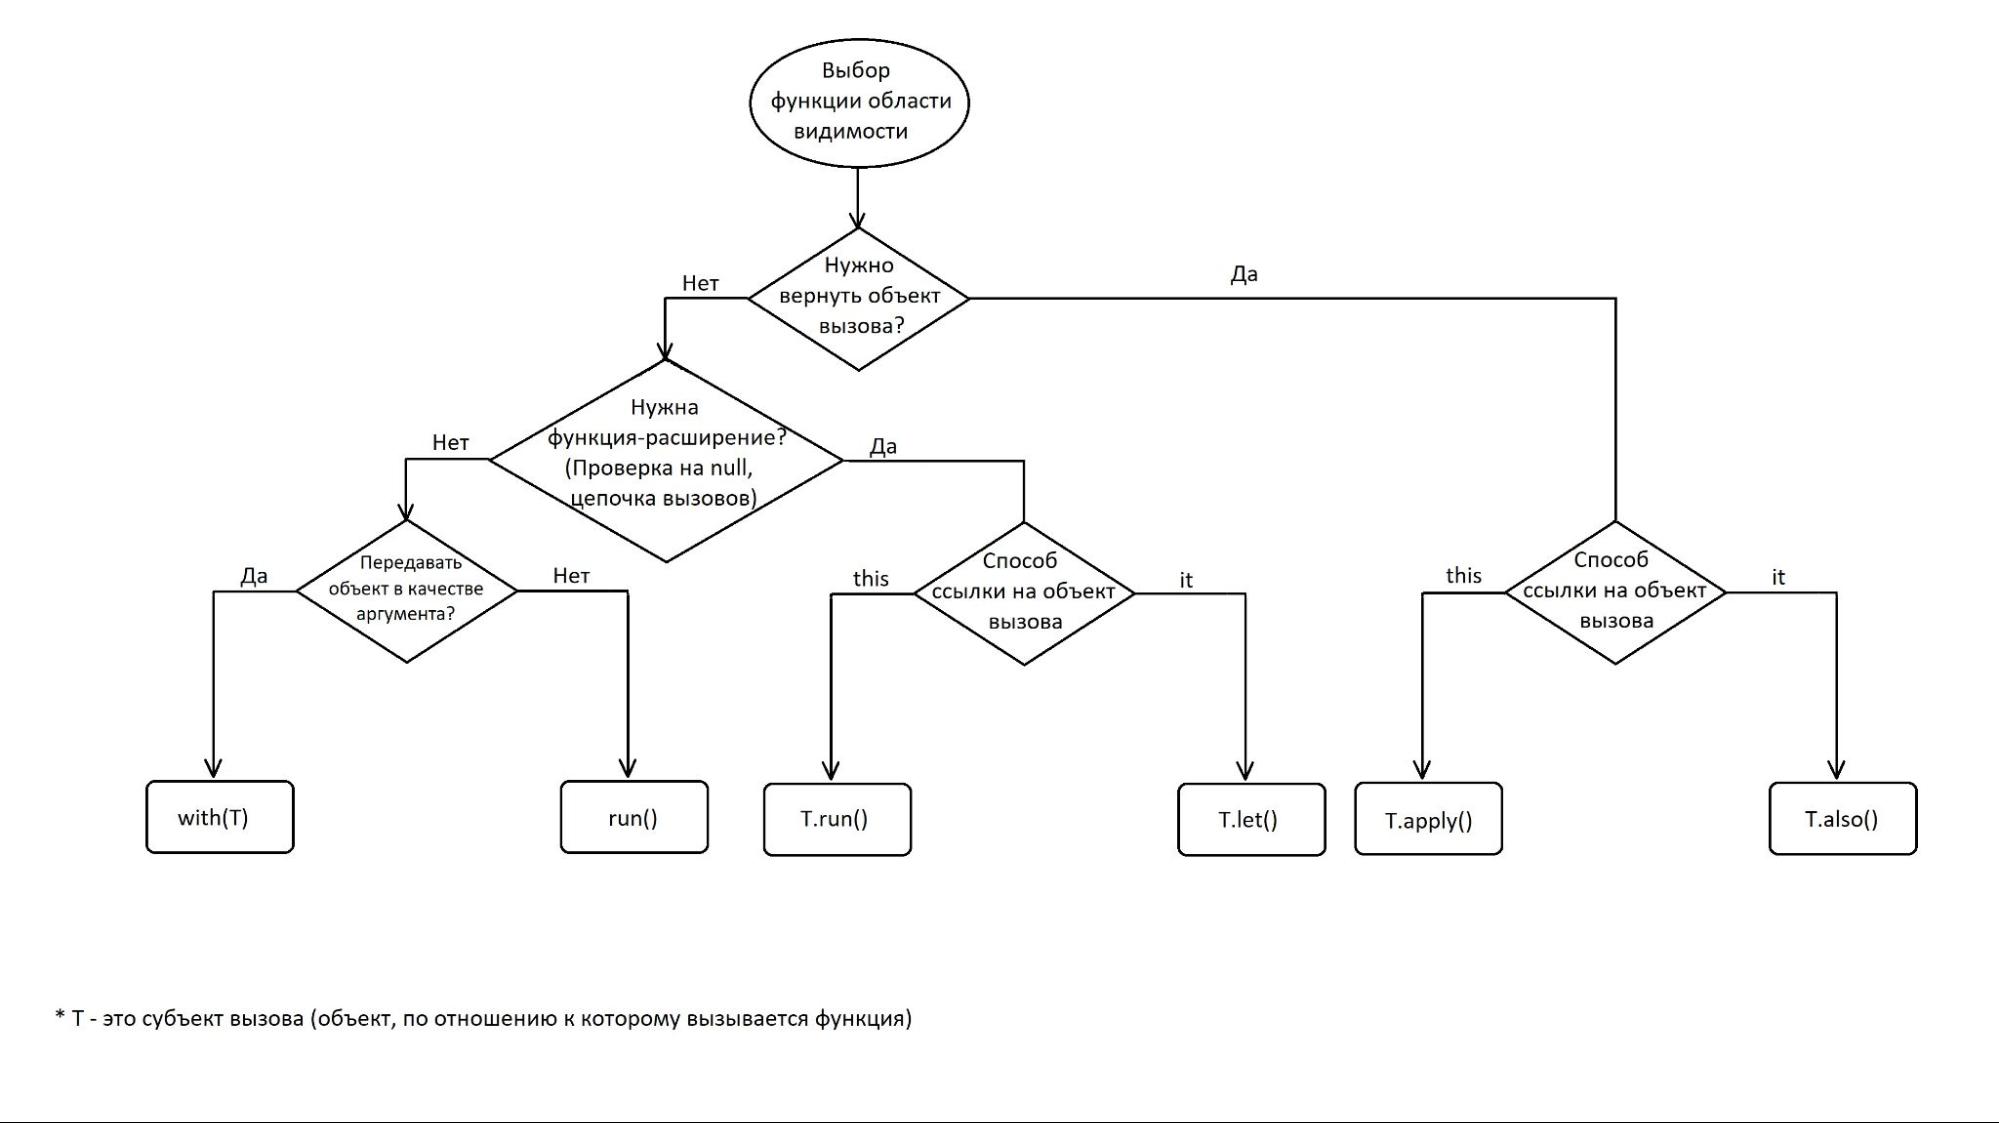 Выбор
функции области
видимости
Нужно
вернуть объект
вызова?
Нет
Да
Нужна
функция-расширение?
(Проверка на null,
цепочка вызовов)
Нет
Да
Передавать
объект в качестве
аргумента?
Да
Нет
Способ
ссылки на объект
вызова
this
it
Способ
ссылки на объект
вызова
this
it
with(T)
run()
T.run()
T.let()
T.apply()
T.also()
* T - это субъект вызова (объект, по отношению к которому вызывается функция)